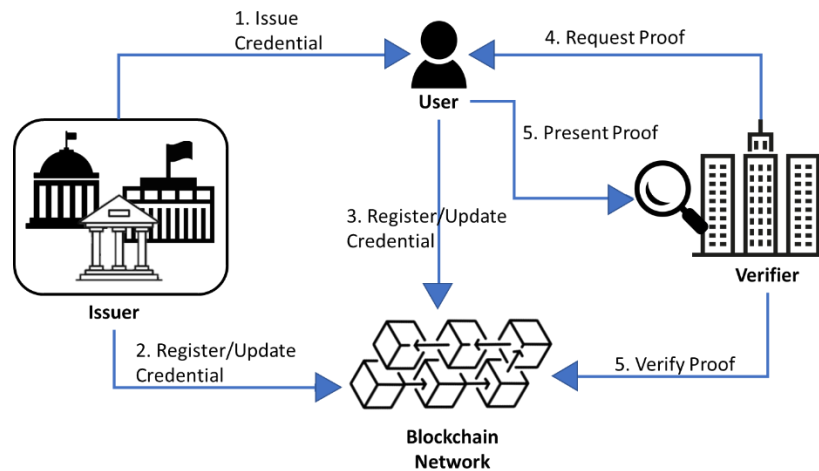 1. Issue
Credential
4. Request Proof
User
5. Present Proof
3. Register/Update
Credential
Verifier
Issuer
2. Register/Update
Credential
5. Verify Proof
Blockchain
Network